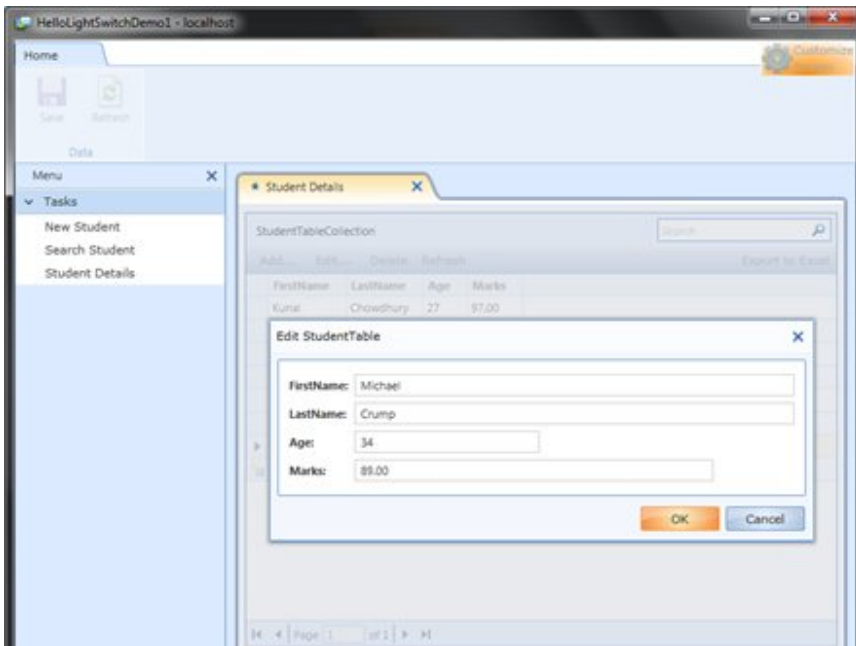 HelloLightSwitchDemo1 - localhost
Home
Customize
Save Refresh
Data
Menu
Tasks
New Student
Search Student
Student Details
Student Details
StudentTableCollection
Search
Add... Edit... Delete Refresh
Export to Excel
FirstName LastName Age Marks
Kunal Chowdhury 27 97.00
Edit StudentTable
FirstName: Michael
LastName: Crump
Age: 34
Marks: 89.00
OK Cancel
Page 1 of 1